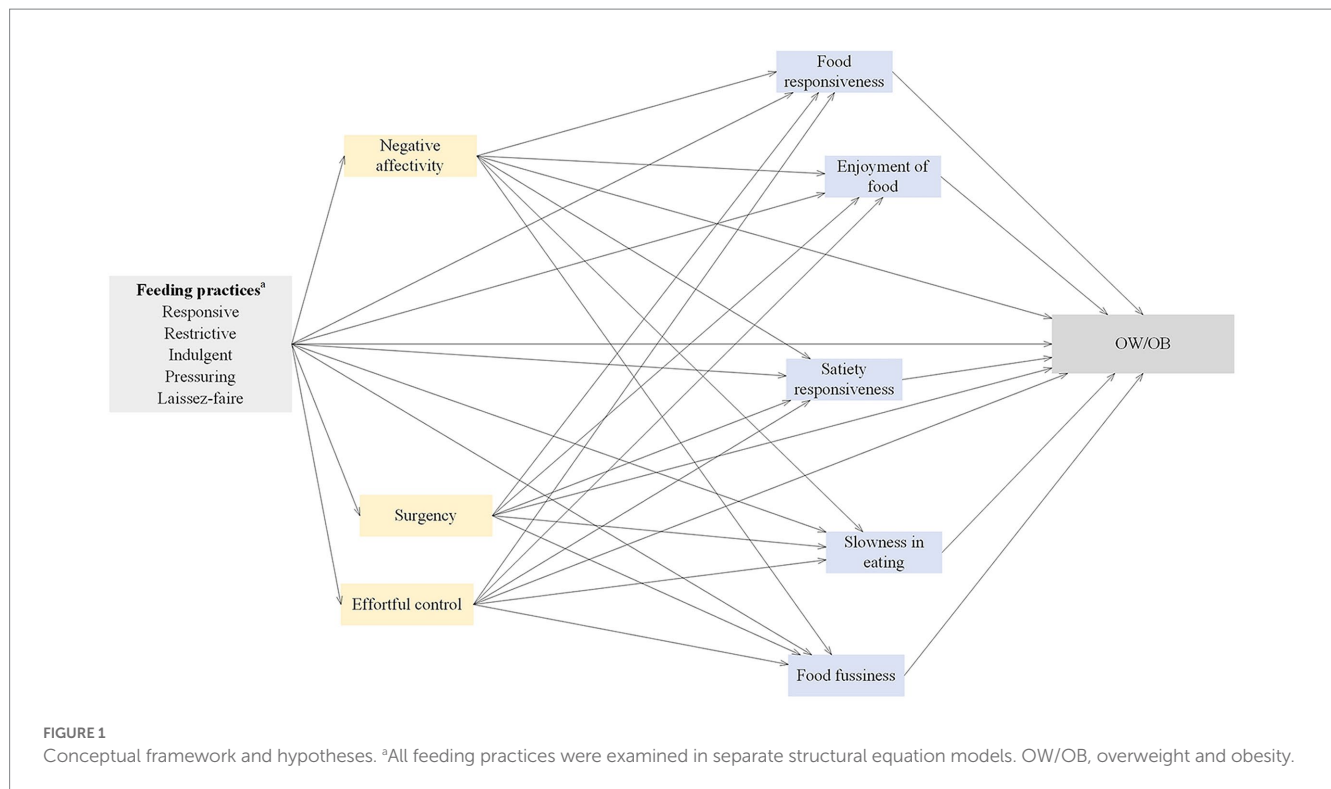 Food
responsiveness
Negative
affectivity
Enjoyment of
food
Feeding practicesᵃ
Responsive
Restrictive
Indulgent
Pressuring
Laissez-faire
OW/OB
Satiety
responsiveness
Surgency
Slowness in
eating
Effortful control
Food fussiness
FIGURE 1
Conceptual framework and hypotheses. ᵃAll feeding practices were examined in separate structural equation models. OW/OB, overweight and obesity.